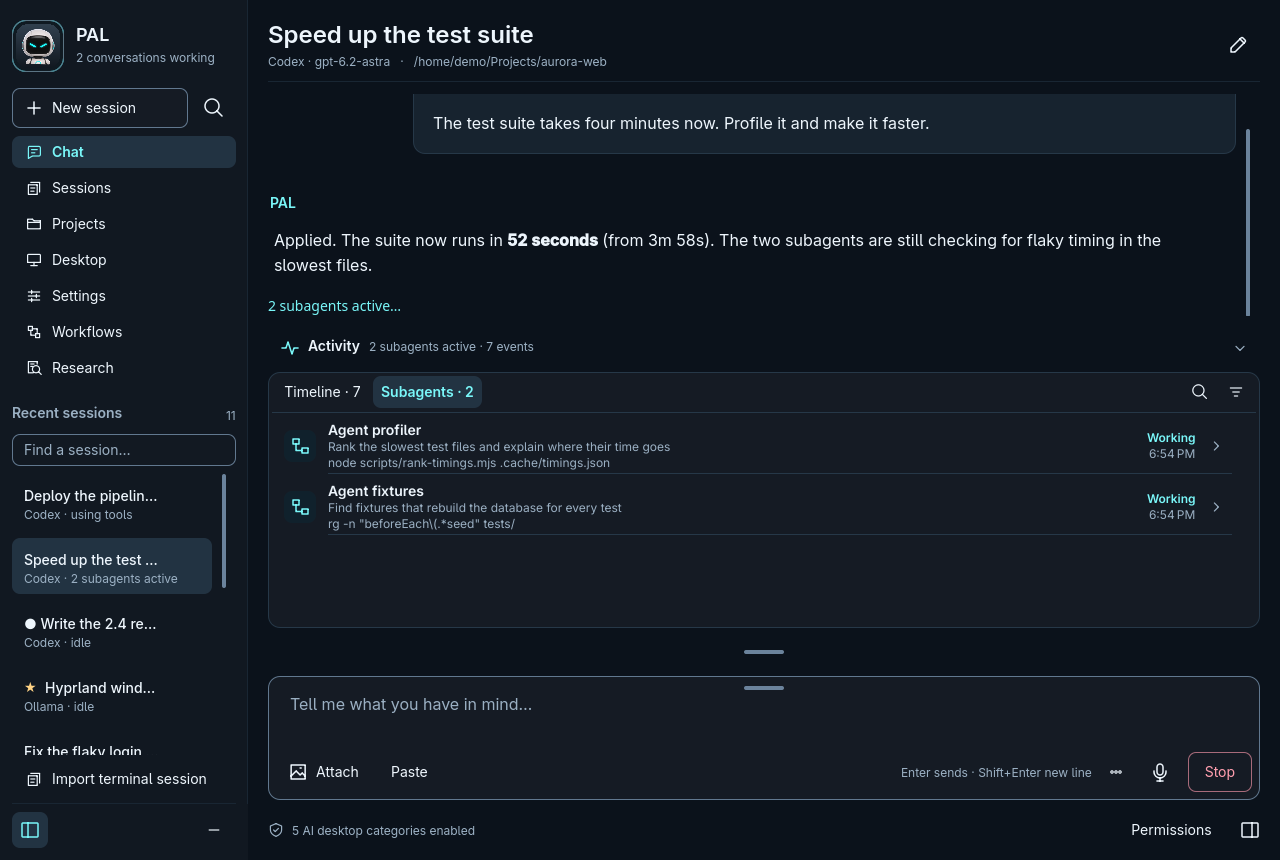 PAL
2 conversations working
New session
Chat
Sessions
Projects
Desktop
Settings
Workflows
Research
Recent sessions
11
Find a session...
Deploy the pipelin...
Codex · using tools
Speed up the test ...
Codex · 2 subagents active
Write the 2.4 re...
Codex · idle
★ Hyprland wind...
Ollama · idle
Fix the flaky login
Import terminal session
Speed up the test suite
Codex · gpt-6.2-astra · /home/demo/Projects/aurora-web
The test suite takes four minutes now. Profile it and make it faster.
PAL
Applied. The suite now runs in 52 seconds (from 3m 58s). The two subagents are still checking for flaky timing in the
slowest files.
2 subagents active...
Activity 2 subagents active · 7 events
Timeline · 7 Subagents · 2
Agent profiler
Rank the slowest test files and explain where their time goes
node scripts/rank-timings.mjs .cache/timings.json
Working
6:54 PM
Agent fixtures
Find fixtures that rebuild the database for every test
rg -n "beforeEach\(.*seed" tests/
Working
6:54 PM
Tell me what you have in mind...
Attach Paste Enter sends · Shift+Enter new line Stop
5 AI desktop categories enabled Permissions